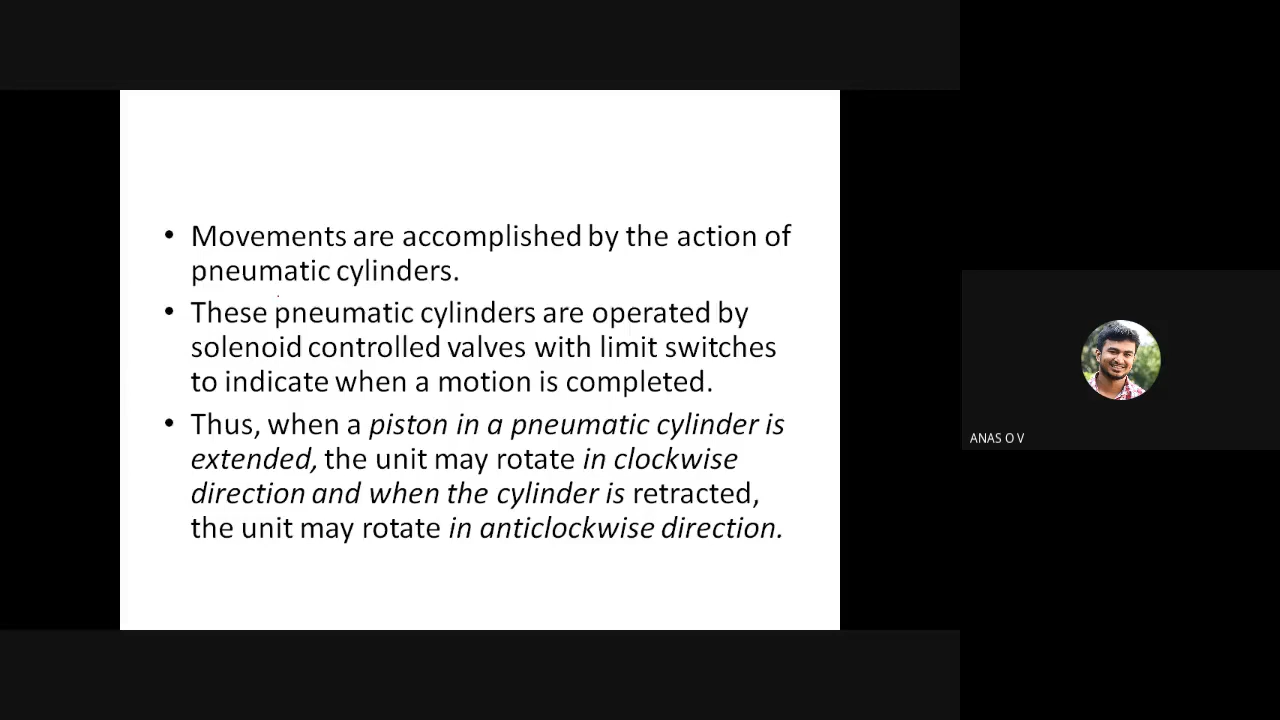 • Movements are accomplished by the action of
pneumatic cylinders.
• These pneumatic cylinders are operated by
solenoid controlled valves with limit switches
to indicate when a motion is completed.
• Thus, when a piston in a pneumatic cylinder is
extended, the unit may rotate in clockwise
direction and when the cylinder is retracted,
the unit may rotate in anticlockwise direction.
ANAS O V